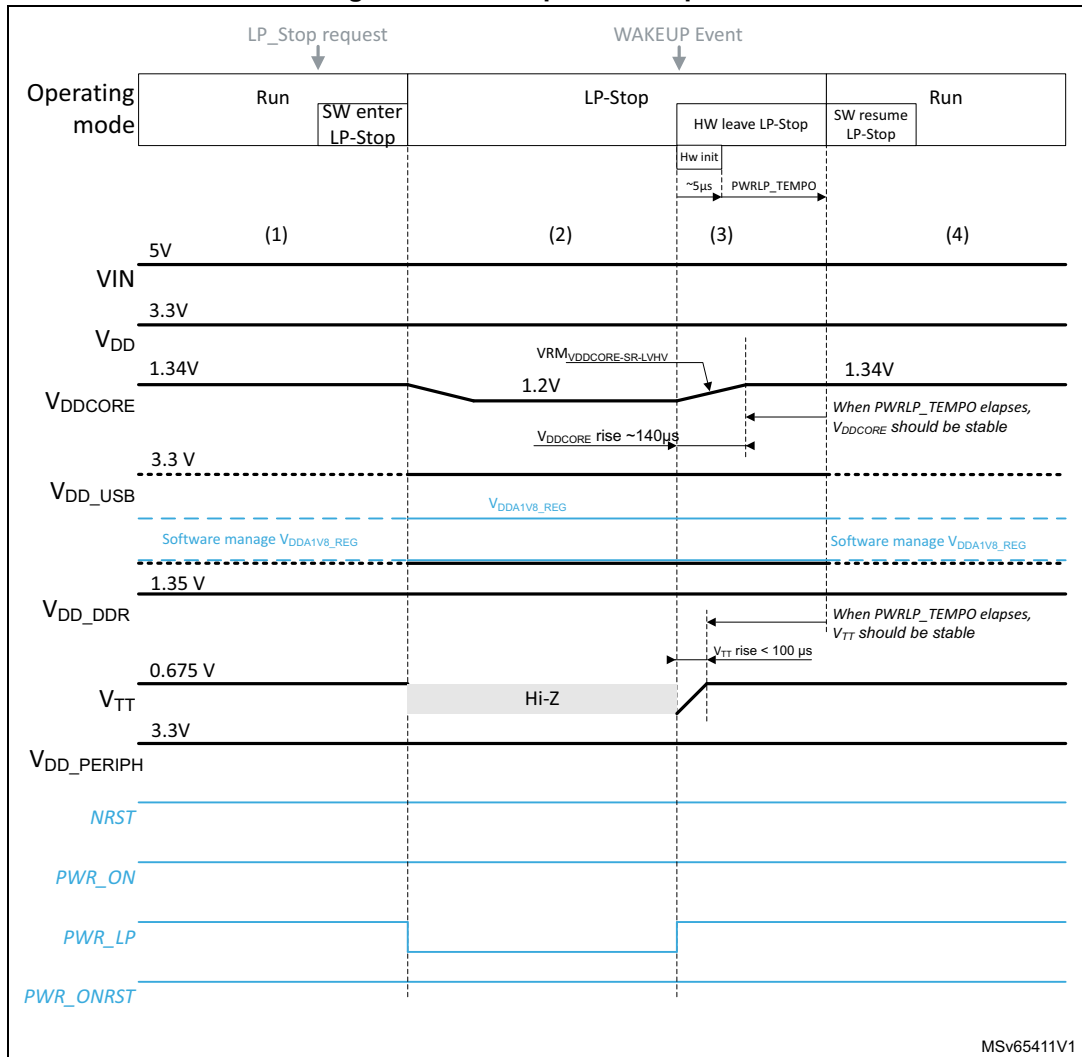 LP_Stop request WAKEUP Event
Operating mode
Run LP-Stop Run
SW enter LP-Stop
HW leave LP-Stop
SW resume LP-Stop
Hw init
~5µs PWRLP_TEMPO
(1) (2) (3) (4)
5V
VIN
3.3V
VDD
1.34V 1.2V 1.34V
VRMVDDCORE-SR-LVHV
VDDCORE
When PWRLP_TEMPO elapses,
VDDCORE should be stable
VDDCORE rise ~140µs
3.3 V
VDD_USB
VDDA1V8_REG
Software manage VDDA1V8_REG Software manage VDDA1V8_REG
1.35 V
VDD_DDR
When PWRLP_TEMPO elapses,
VTT should be stable
VTT rise < 100 µs
0.675 V
VTT
Hi-Z
3.3V
VDD_PERIPH
NRST
PWR_ON
PWR_LP
PWR_ONRST
MSv65411V1